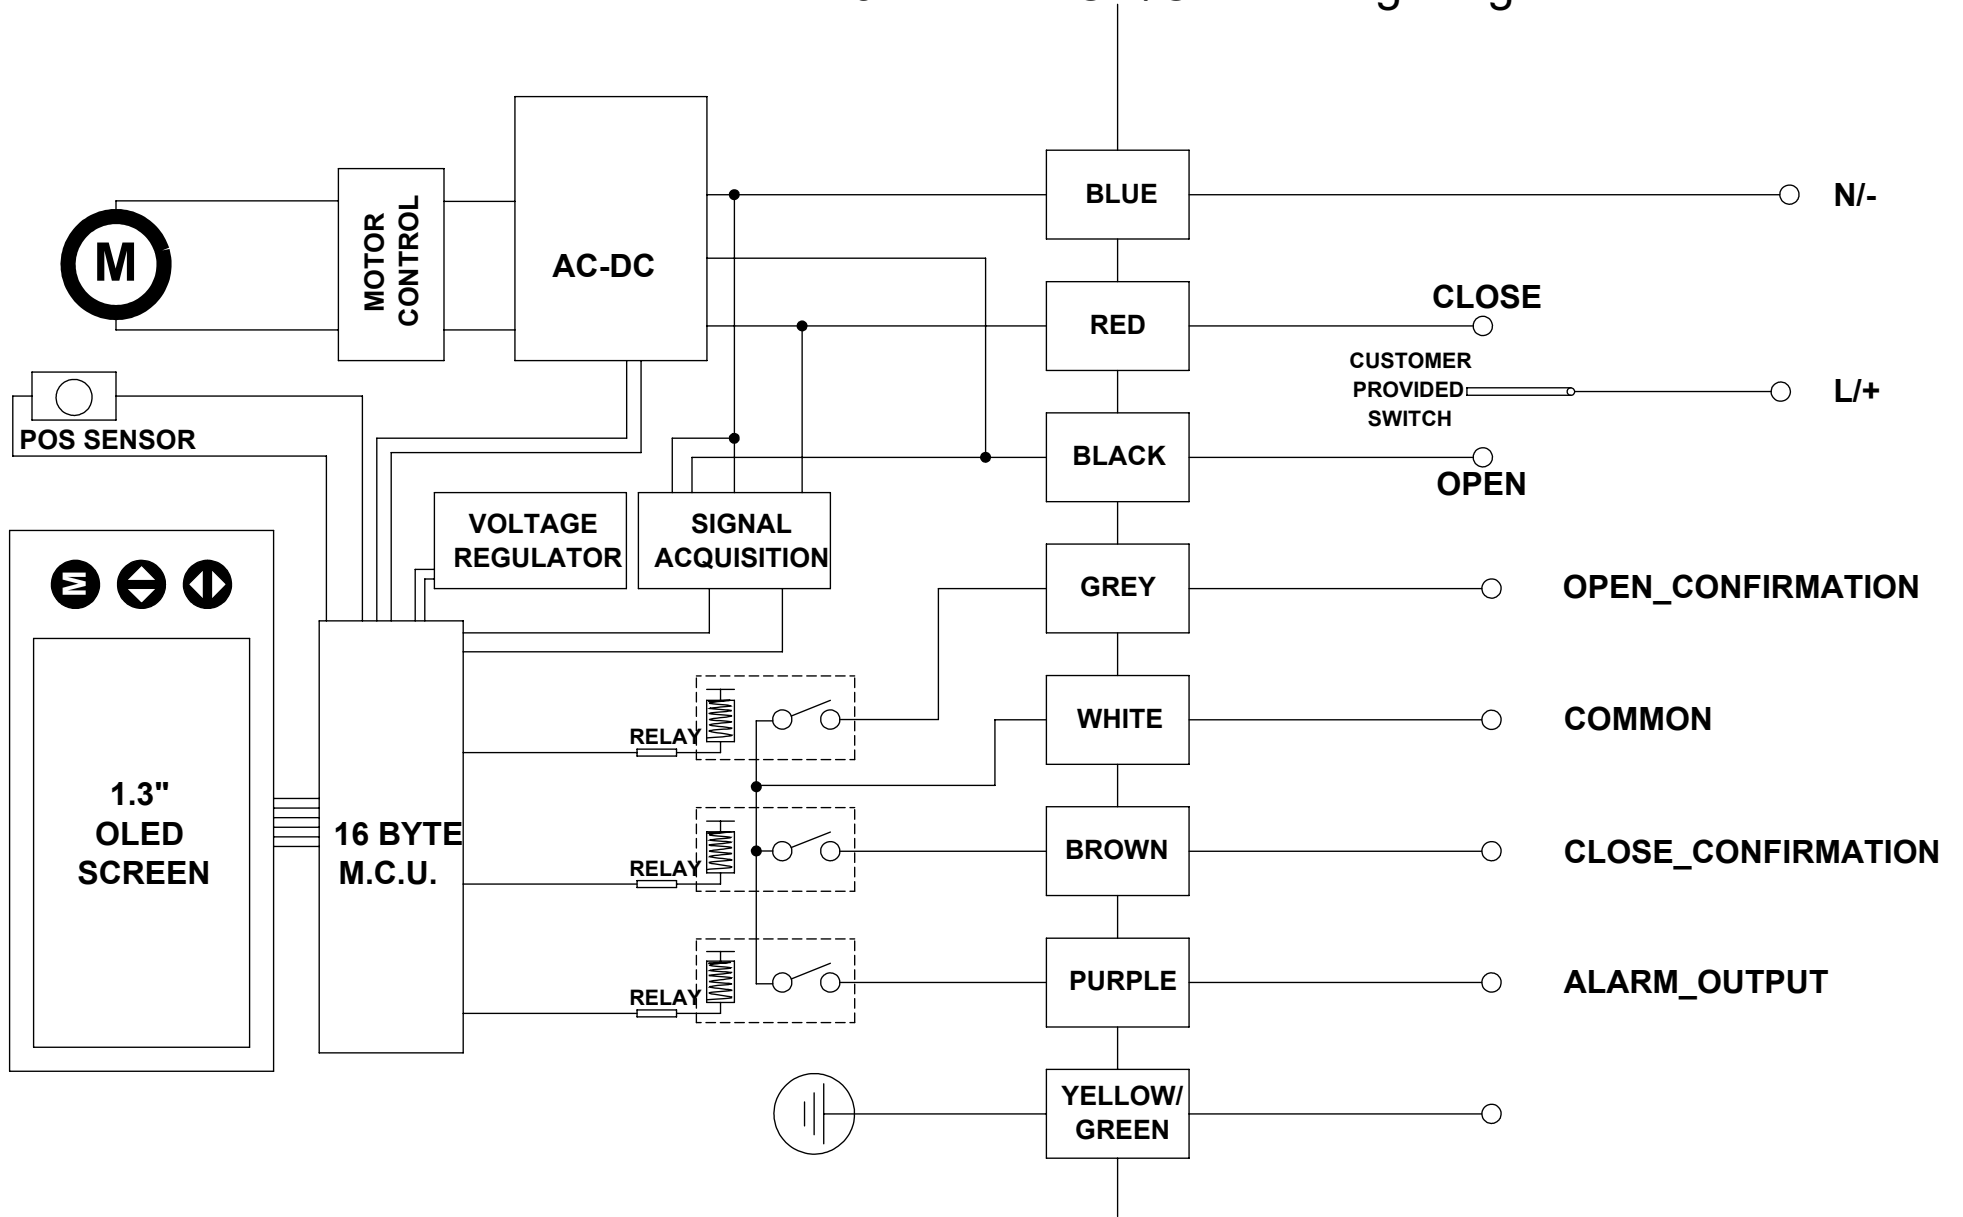 BLUE
N/-
MOTOR
CONTROL
M
AC-DC
CLOSE
RED
CUSTOMER
PROVIDED
SWITCH
L/+
POS SENSOR
BLACK
OPEN
VOLTAGE
REGULATOR
SIGNAL
ACQUISITION
M
GREY
OPEN_CONFIRMATION
RELAY
WHITE
COMMON
1.3"
OLED
SCREEN
16 BYTE
M.C.U.
RELAY
BROWN
CLOSE_CONFIRMATION
RELAY
PURPLE
ALARM_OUTPUT
YELLOW/
GREEN